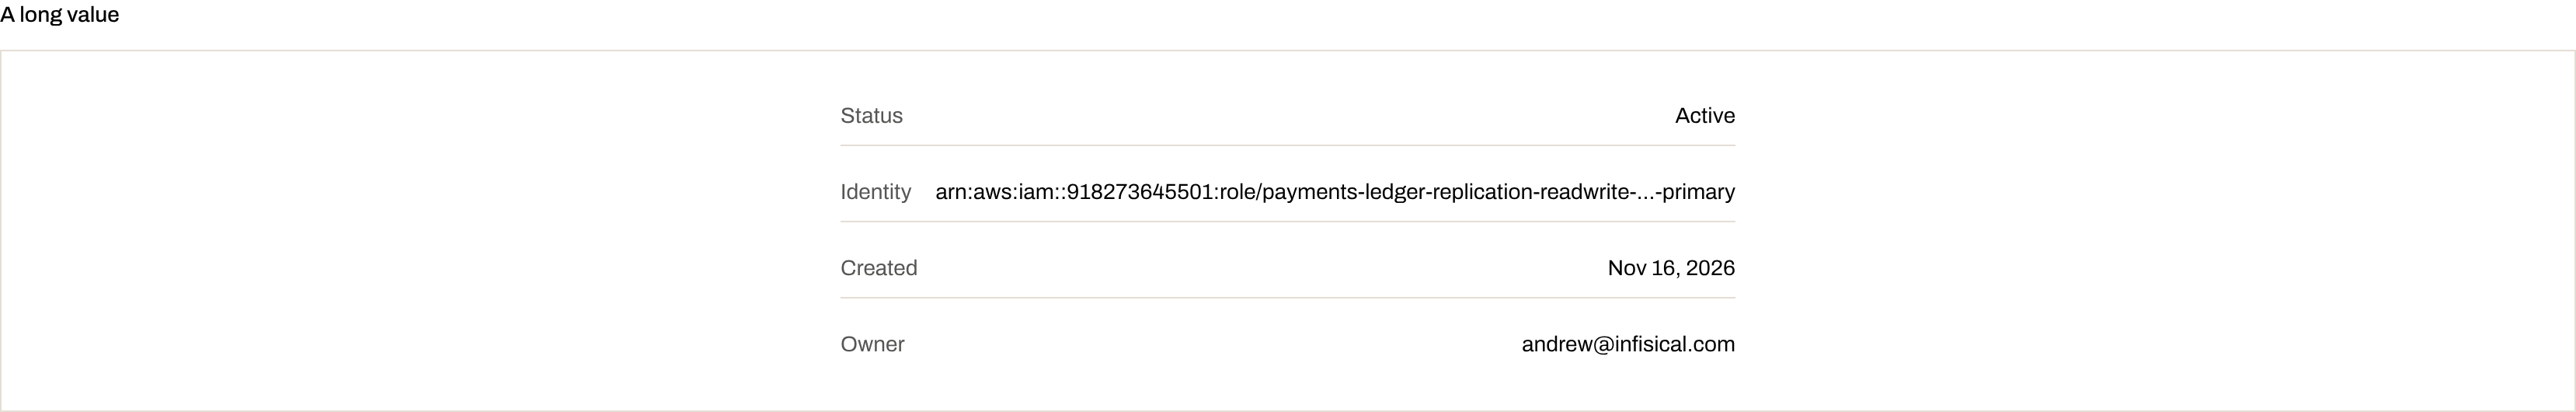 A long value
Status Active
Identity arn:aws:iam::918273645501:role/payments-ledger-replication-readwrite-...-primary
Created Nov 16, 2026
Owner andrew@infisical.com